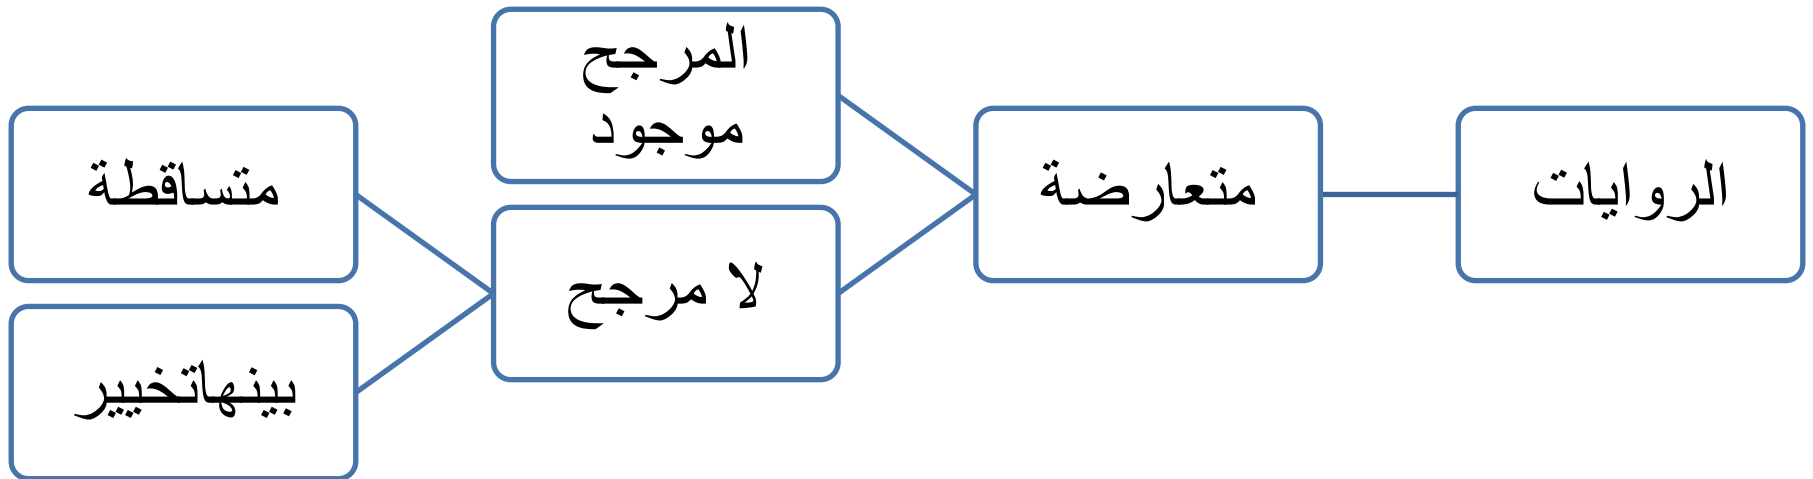 الروايات
متعارضة
المرجح
موجود
لا مرجح
متساقطة
بينهاتخيير